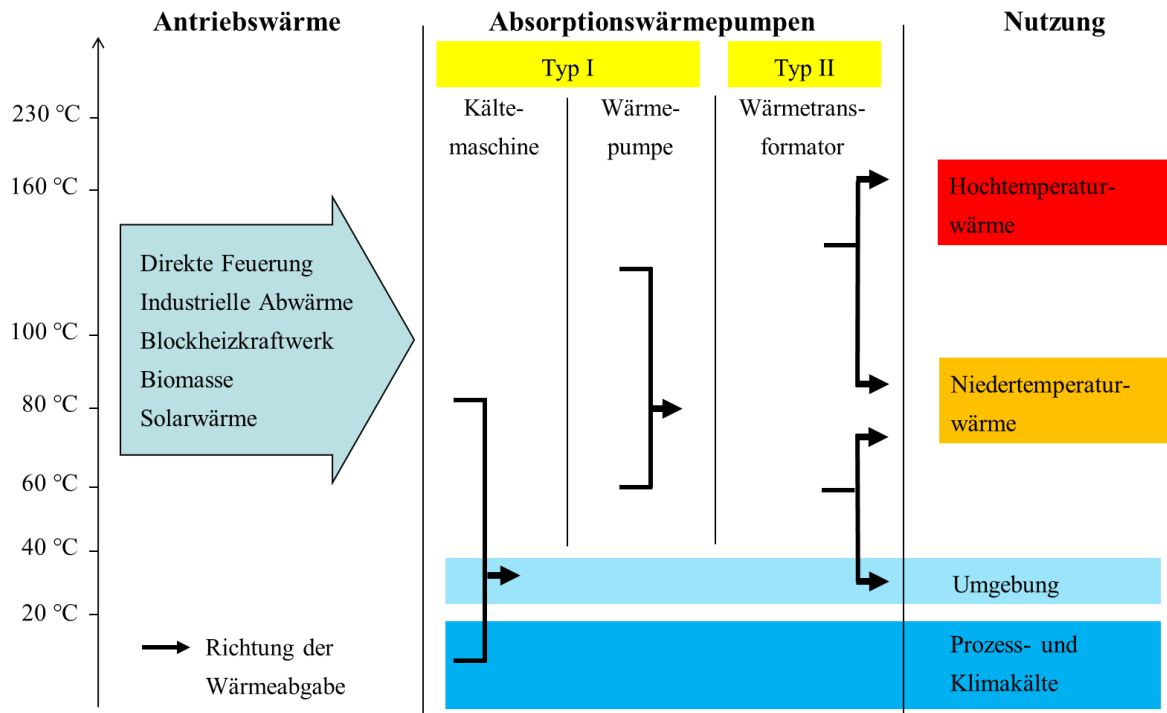 Antriebswärme
Absorptionswärmepumpen
Nutzung
Typ I
Typ II
Kälte-
maschine
Wärme-
pumpe
Wärmetrans-
formator
230 °C
160 °C
100 °C
80 °C
60 °C
40 °C
20 °C
Direkte Feuerung
Industrielle Abwärme
Blockheizkraftwerk
Biomasse
Solarwärme
Hochtemperatur-
wärme
Niedertemperatur-
wärme
Umgebung
Prozess- und
Klimakälte
Richtung der
Wärmeabgabe